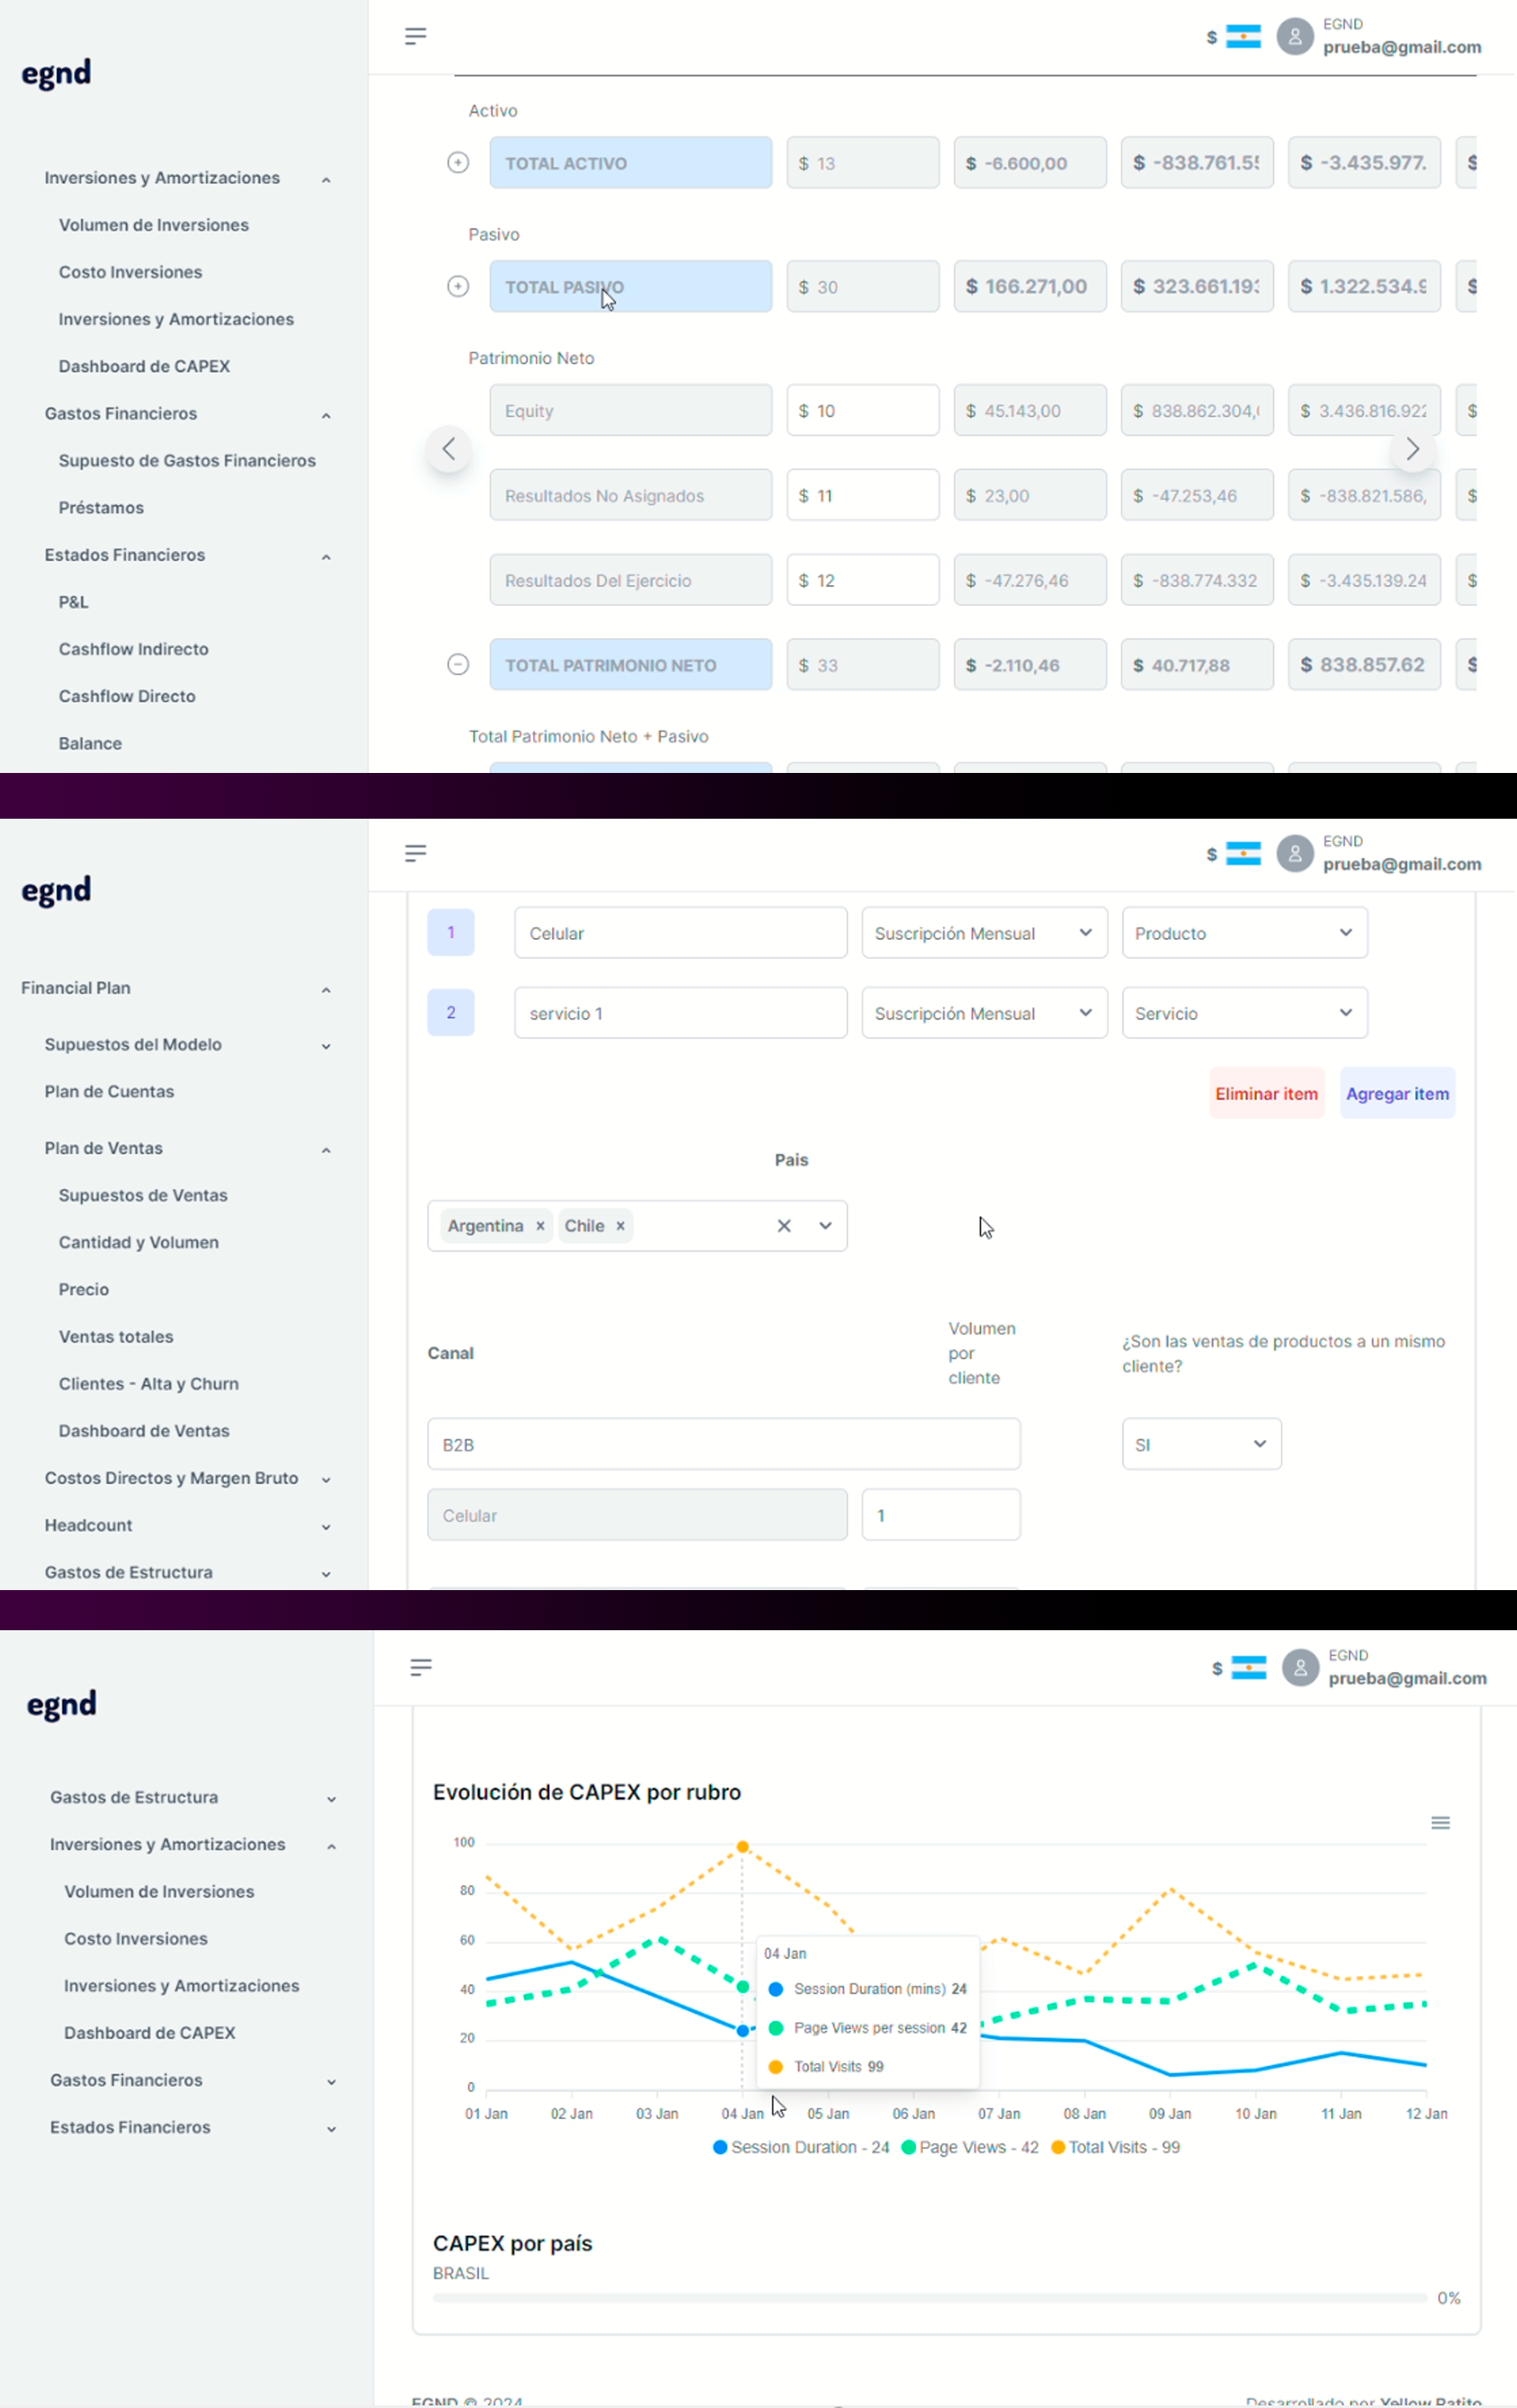 egnd
Inversiones y Amortizaciones
Volumen de Inversiones
Costo Inversiones
Inversiones y Amortizaciones
Dashboard de CAPEX
Gastos Financieros
Supuesto de Gastos Financieros
Préstamos
Estados Financieros
P&L
Cashflow Indirecto
Cashflow Directo
Balance
$ EGND
prueba@gmail.com
Activo
TOTAL ACTIVO $ 13 $ -6.600,00 $ -838.761.55 $ -3.435.977. $
Pasivo
TOTAL PASIVO $ 30 $ 166.271,00 $ 323.661.193 $ 1.322.534.9 $
Patrimonio Neto
Equity $ 10 $ 45.143,00 $ 838.862.304,( $ 3.436.816.922 $
Resultados No Asignados $ 11 $ 23,00 $ -47.253,46 $ -838.821.586, $
Resultados Del Ejercicio $ 12 $ -47.276,46 $ -838.774.332 $ -3.435.139.24 $
TOTAL PATRIMONIO NETO $ 33 $ -2.110,46 $ 40.717,88 $ 838.857.62 $
Total Patrimonio Neto + Pasivo
egnd
Financial Plan
Supuestos del Modelo
Plan de Cuentas
Plan de Ventas
Supuestos de Ventas
Cantidad y Volumen
Precio
Ventas totales
Clientes - Alta y Churn
Dashboard de Ventas
Costos Directos y Margen Bruto
Headcount
Gastos de Estructura
$ EGND
prueba@gmail.com
1 Celular Suscripción Mensual Producto
2 servicio 1 Suscripción Mensual Servicio
Eliminar item Agregar item
Pais
Argentina × Chile ×
Canal
Volumen
por
cliente
¿Son las ventas de productos a un mismo
cliente?
B2B SI
Celular 1
egnd
Gastos de Estructura
Inversiones y Amortizaciones
Volumen de Inversiones
Costo Inversiones
Inversiones y Amortizaciones
Dashboard de CAPEX
Gastos Financieros
Estados Financieros
$ EGND
prueba@gmail.com
Evolución de CAPEX por rubro
100
80
60
40
20
0
04 Jan
Session Duration (mins) 24
Page Views per session 42
Total Visits 99
01 Jan 02 Jan 03 Jan 04 Jan 05 Jan 06 Jan 07 Jan 08 Jan 09 Jan 10 Jan 11 Jan 12 Jan
Session Duration - 24 Page Views - 42 Total Visits - 99
CAPEX por país
BRASIL
0%
EGND © 2024 Desarrollado por Yellow Patito